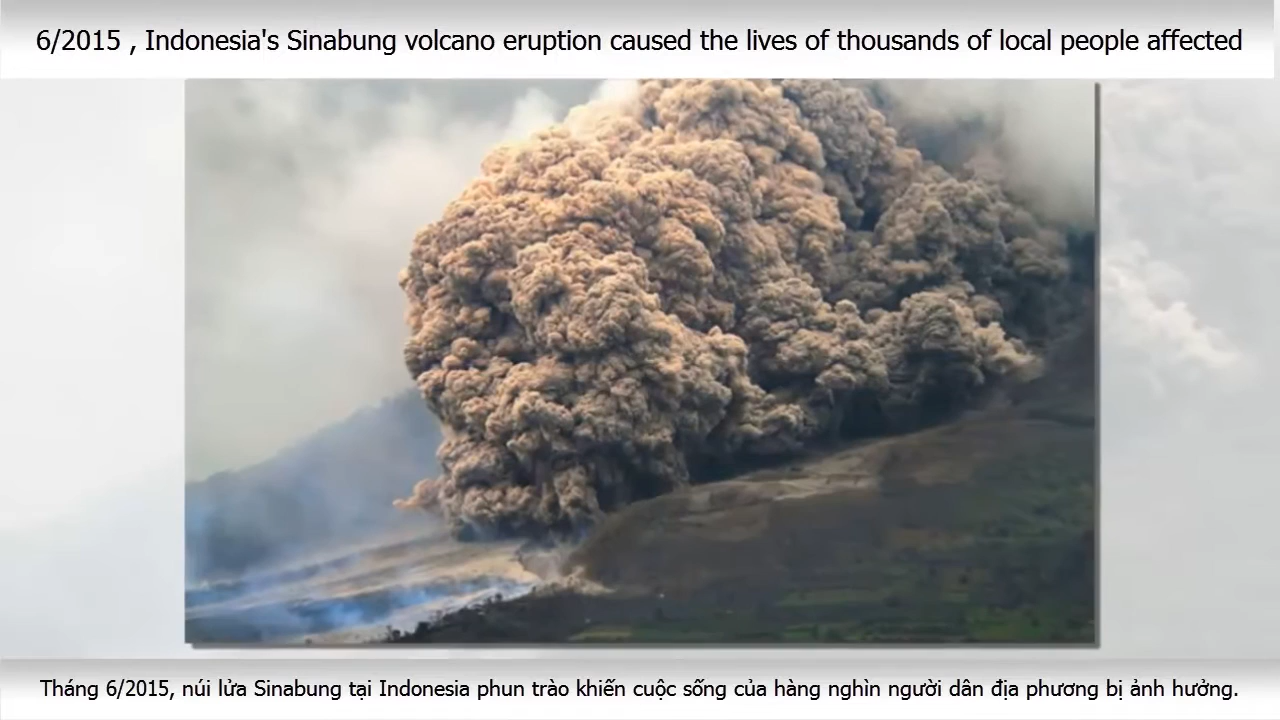 6/2015 , Indonesia's Sinabung volcano eruption caused the lives of thousands of local people affected
Tháng 6/2015, núi lửa Sinabung tại Indonesia phun trào khiến cuộc sống của hàng nghìn người dân địa phương bị ảnh hưởng.